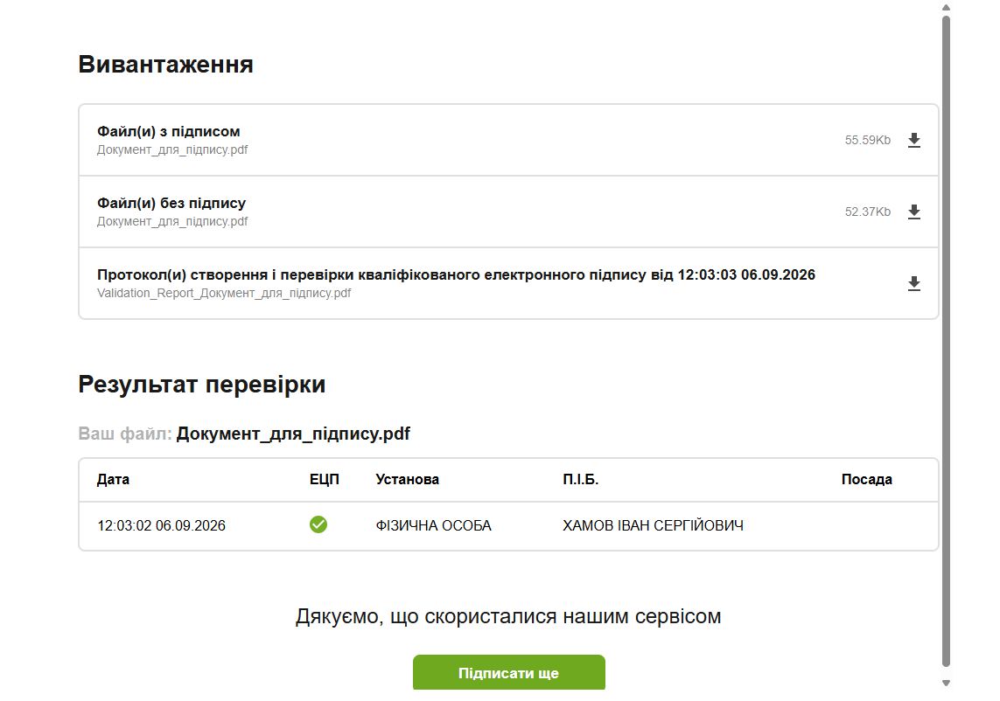 Вивантаження
Файл(и) з підписом
Документ_для_підпису.pdf
55.59Kb
Файл(и) без підпису
Документ_для_підпису.pdf
52.37Kb
Протокол(и) створення і перевірки кваліфікованого електронного підпису від 12:03:03 06.09.2026
Validation_Report_Документ_для_підпису.pdf
Результат перевірки
Ваш файл: Документ_для_підпису.pdf
Дата ЕЦП Установа П.І.Б. Посада
12:03:02 06.09.2026 ФІЗИЧНА ОСОБА ХАМОВ ІВАН СЕРГІЙОВИЧ
Дякуємо, що скористалися нашим сервісом
Підписати ще